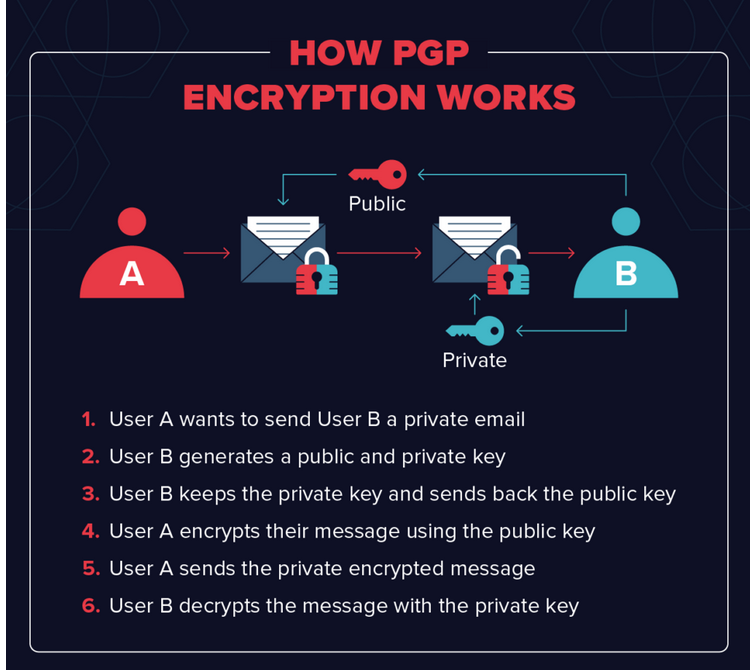 HOW PGP
ENCRYPTION WORKS
Public
A
B
Private
1. User A wants to send User B a private email
2. User B generates a public and private key
3. User B keeps the private key and sends back the public key
4. User A encrypts their message using the public key
5. User A sends the private encrypted message
6. User B decrypts the message with the private key